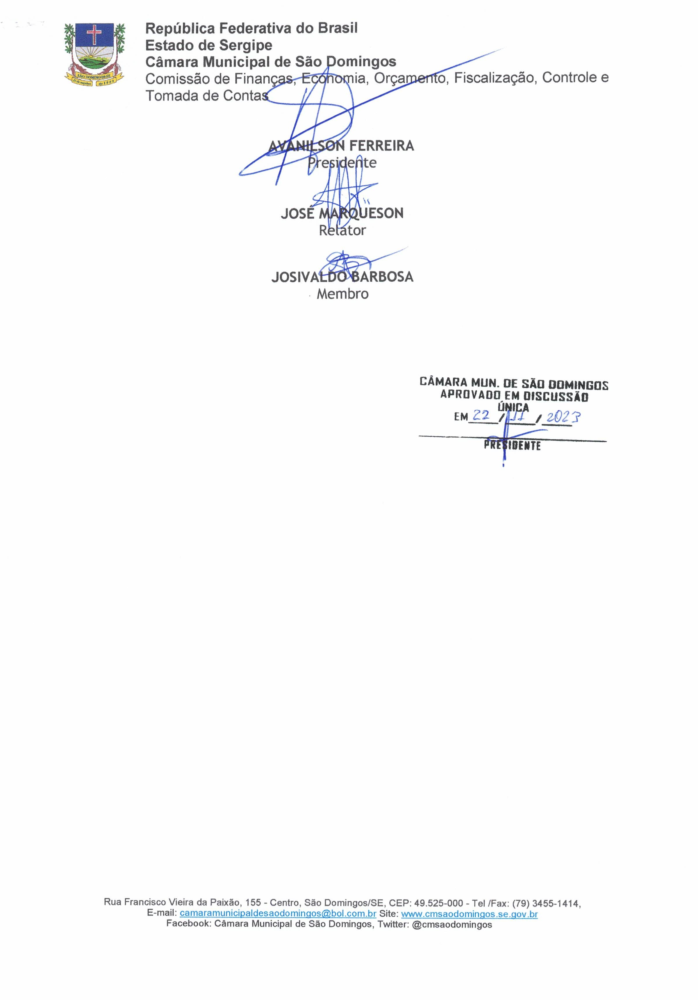 República Federativa do Brasil
Estado de Sergipe
Câmara Municipal de São Domingos
Comissão de Finanças, Economia, Orçamento, Fiscalização, Controle e
Tomada de Contas
SÃO DOMINGOS-SE
de 1963
AVANILSON FERREIRA
Presidente
JOSÉ MARQUESON
Relator
JOSIVALDO BARBOSA
Membro
CÂMARA MUN. DE SÃO DOMINGOS
APROVADO EM DISCUSSÃO
ÚNICA
EM 22 / 11 / 2023
PRESIDENTE
Rua Francisco Vieira da Paixão, 155 - Centro, São Domingos/SE, CEP: 49.525-000 - Tel /Fax: (79) 3455-1414,
E-mail: camaramunicipaldesaodomingos@bol.com.br Site: www.cmsaodomingos.se.gov.br
Facebook: Câmara Municipal de São Domingos, Twitter: @cmsaodomingos